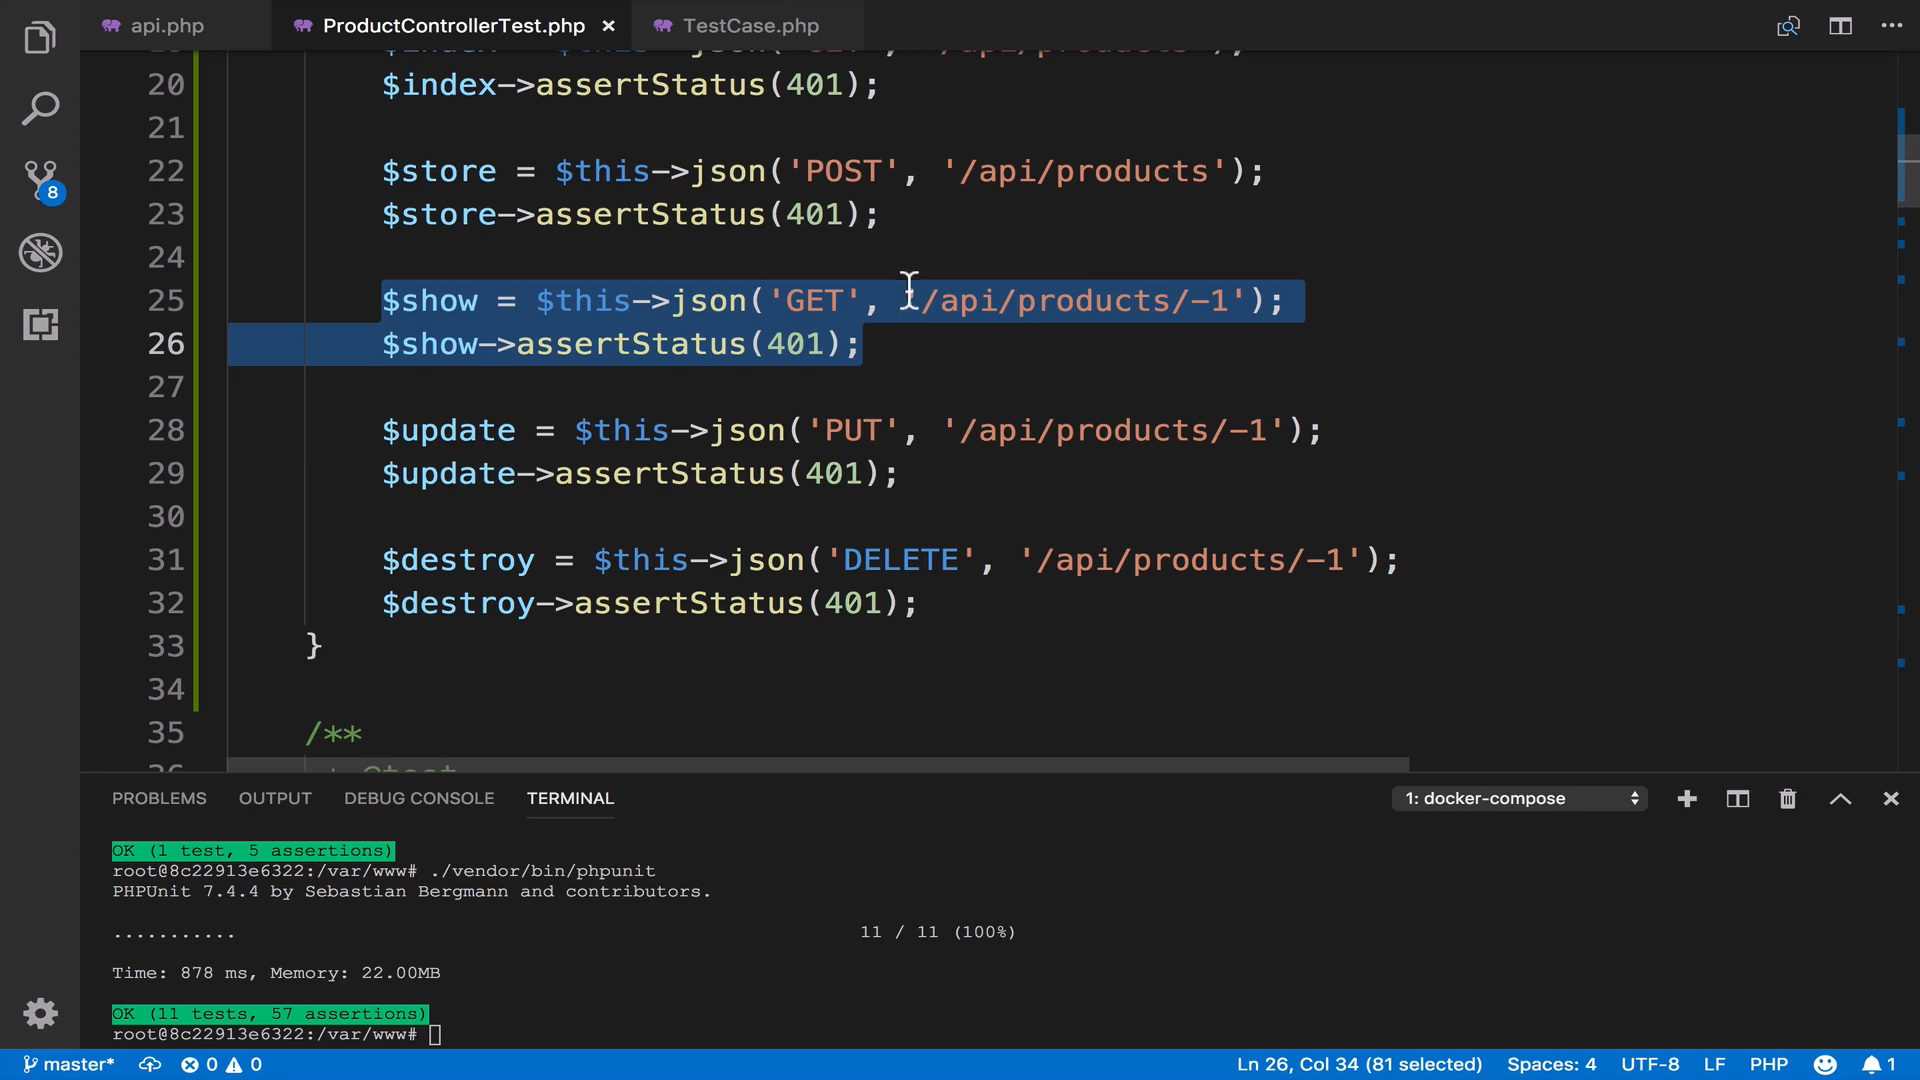 api.php
ProductControllerTest.php
TestCase.php
20 $index->assertStatus(401);
21
22 $store = $this->json('POST', '/api/products');
23 $store->assertStatus(401);
24
25 $show = $this->json('GET', '/api/products/-1');
26 $show->assertStatus(401);
27
28 $update = $this->json('PUT', '/api/products/-1');
29 $update->assertStatus(401);
30
31 $destroy = $this->json('DELETE', '/api/products/-1');
32 $destroy->assertStatus(401);
33 }
34
35 /**
8
PROBLEMS OUTPUT DEBUG CONSOLE TERMINAL 1: docker-compose
OK (1 test, 5 assertions)
root@8c22913e6322:/var/www# ./vendor/bin/phpunit
PHPUnit 7.4.4 by Sebastian Bergmann and contributors.
........... 11 / 11 (100%)
Time: 878 ms, Memory: 22.00MB
OK (11 tests, 57 assertions)
root@8c22913e6322:/var/www#
master* 0 0 Ln 26, Col 34 (81 selected) Spaces: 4 UTF-8 LF PHP 1